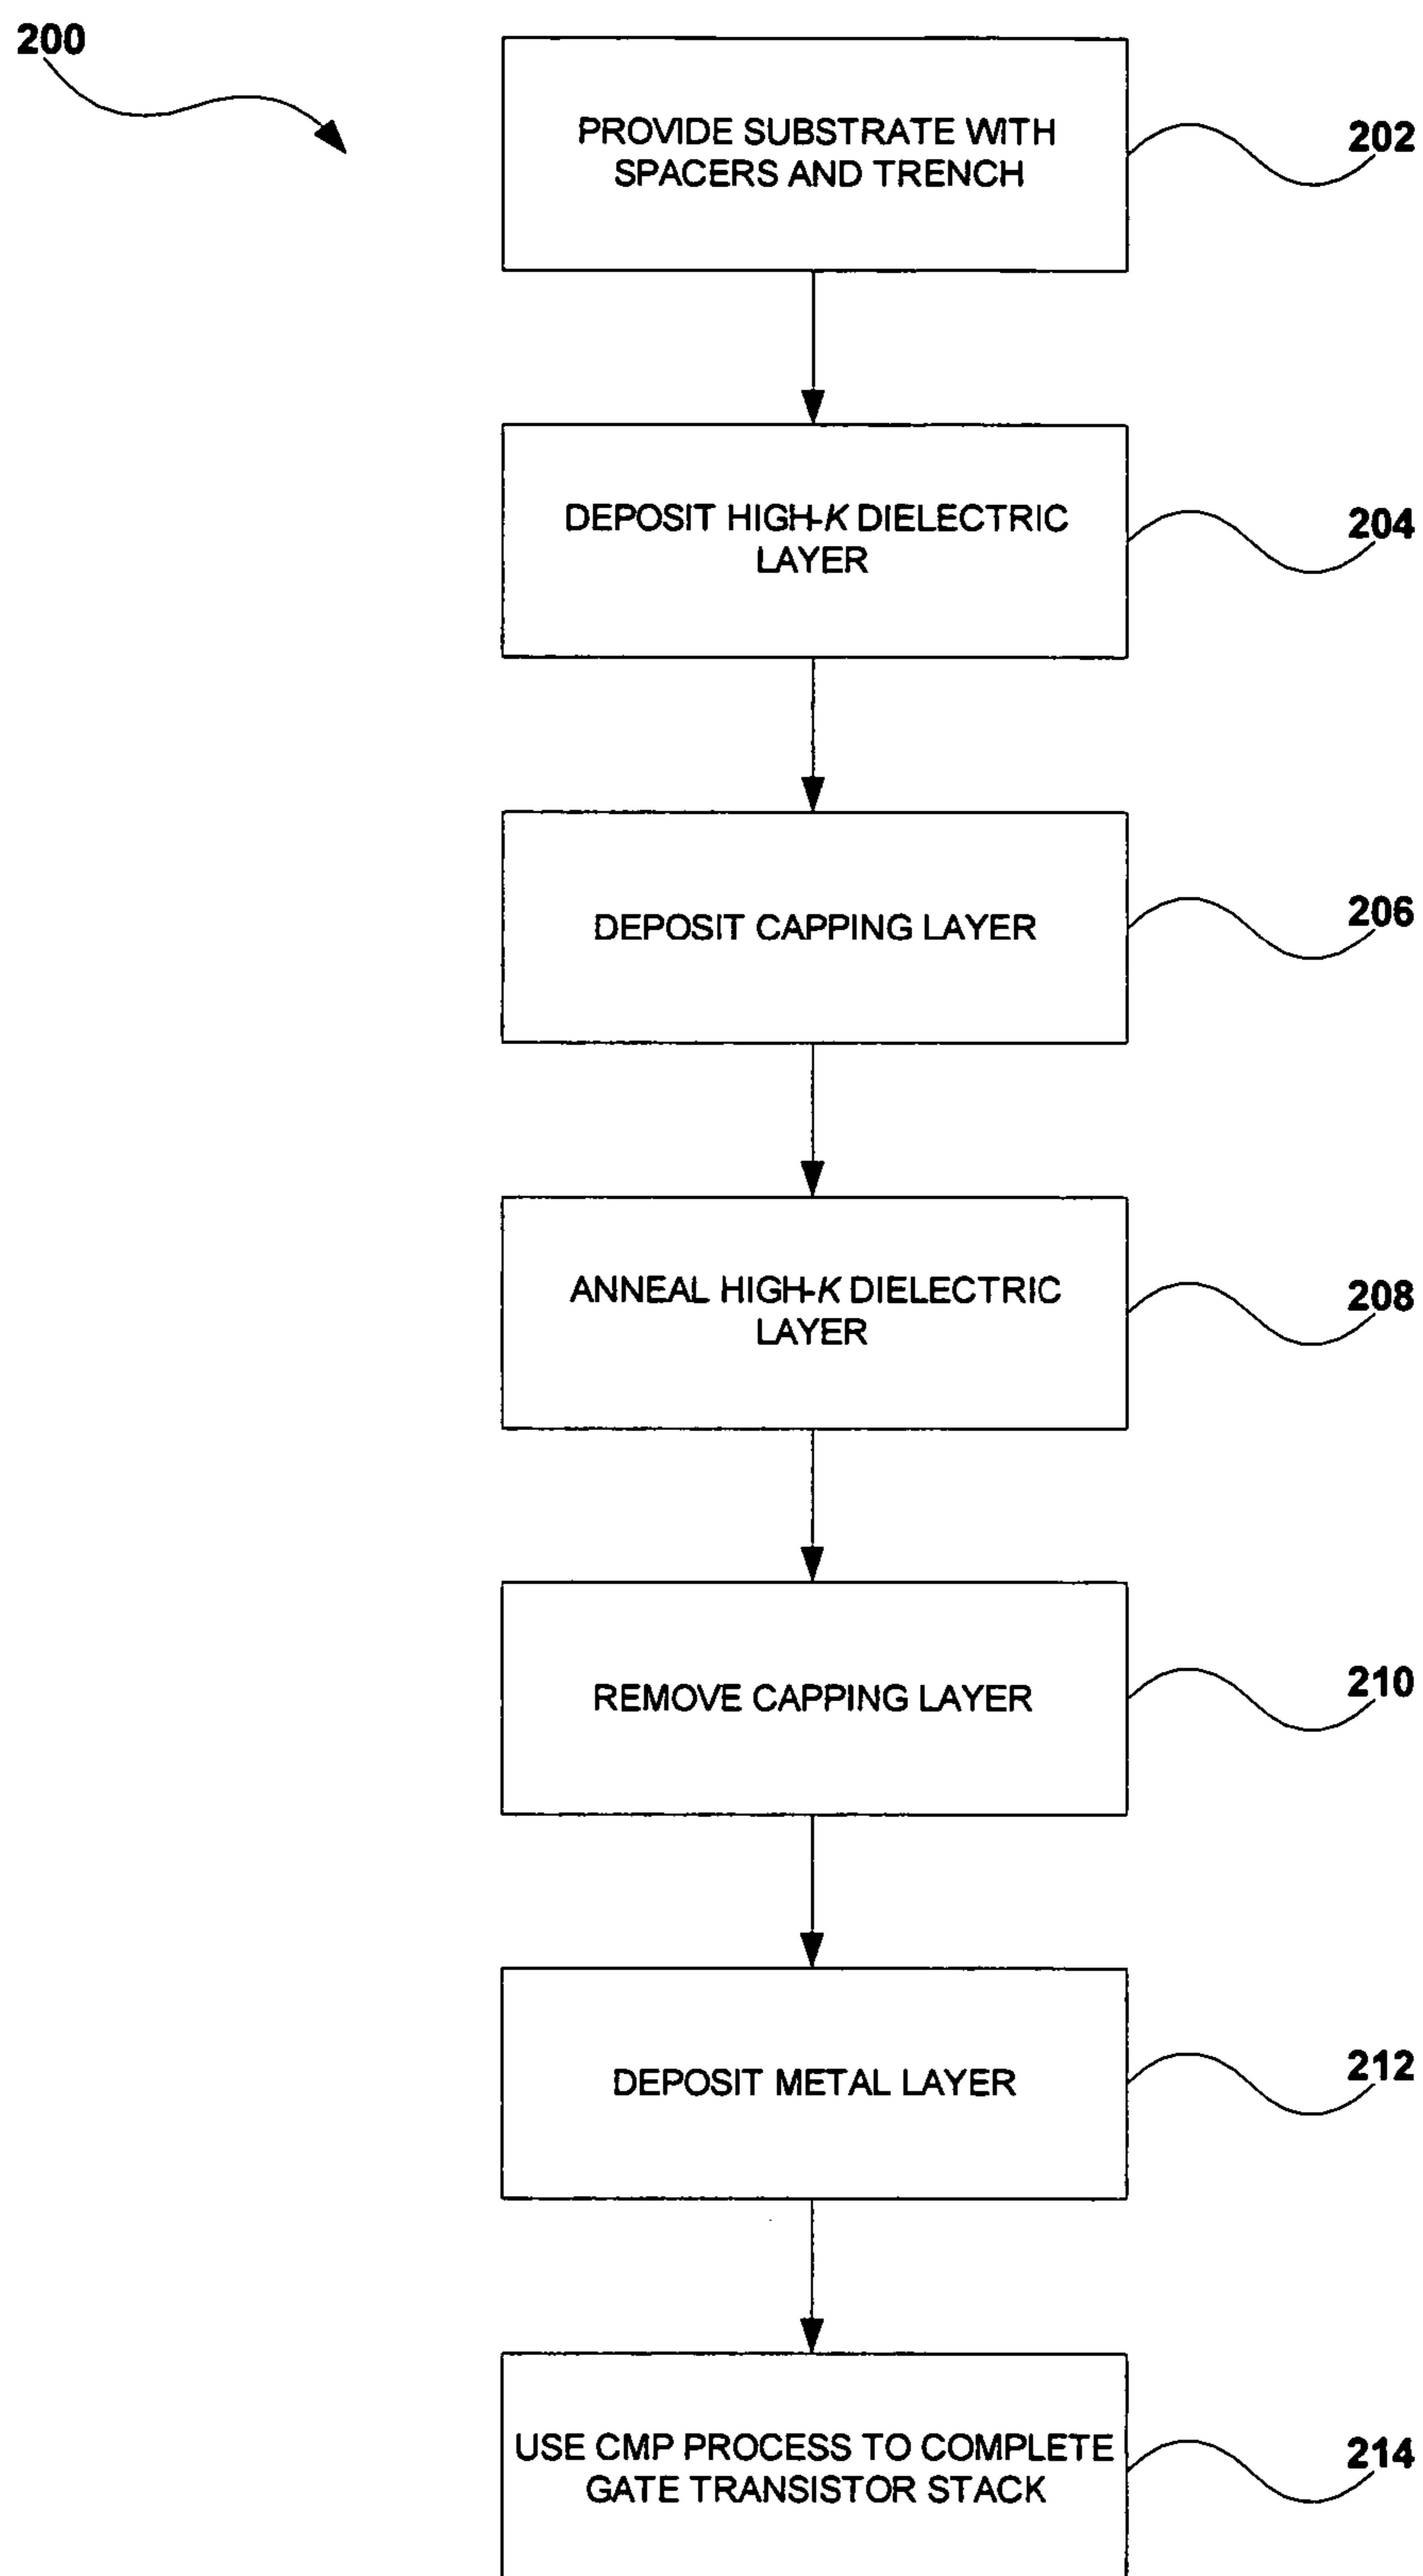 200
PROVIDE SUBSTRATE WITH
SPACERS AND TRENCH
202
DEPOSIT HIGH-K DIELECTRIC
LAYER
204
DEPOSIT CAPPING LAYER
206
ANNEAL HIGH-K DIELECTRIC
LAYER
208
REMOVE CAPPING LAYER
210
DEPOSIT METAL LAYER
212
USE CMP PROCESS TO COMPLETE
GATE TRANSISTOR STACK
214